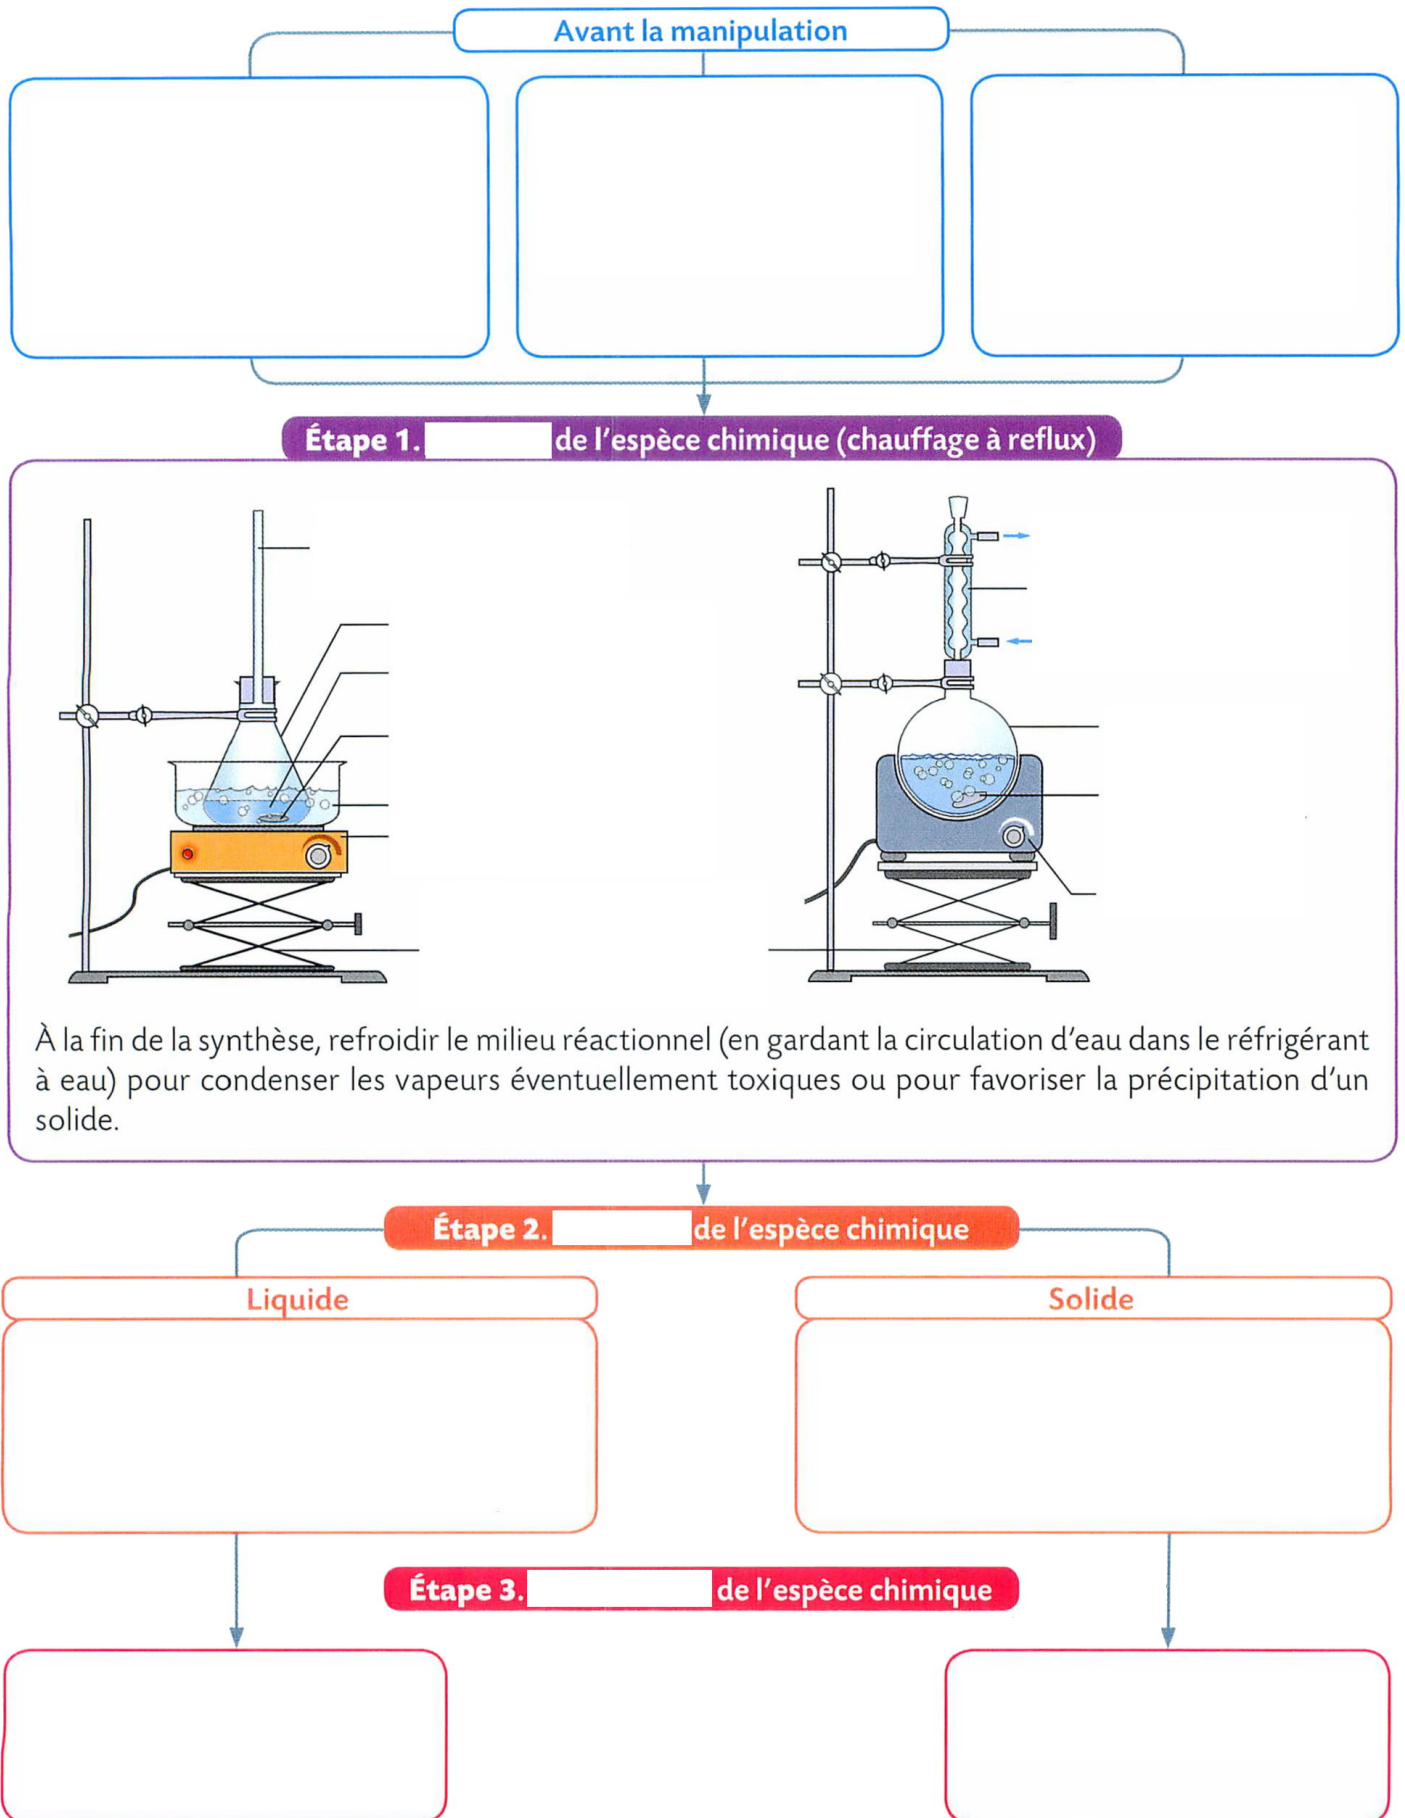 Avant la manipulation
Étape 1. de l'espèce chimique (chauffage à reflux)
À la fin de la synthèse, refroidir le milieu réactionnel (en gardant la circulation d'eau dans le réfrigérant
à eau) pour condenser les vapeurs éventuellement toxiques ou pour favoriser la précipitation d'un
solide.
Étape 2. de l'espèce chimique
Liquide
Solide
Étape 3. de l'espèce chimique